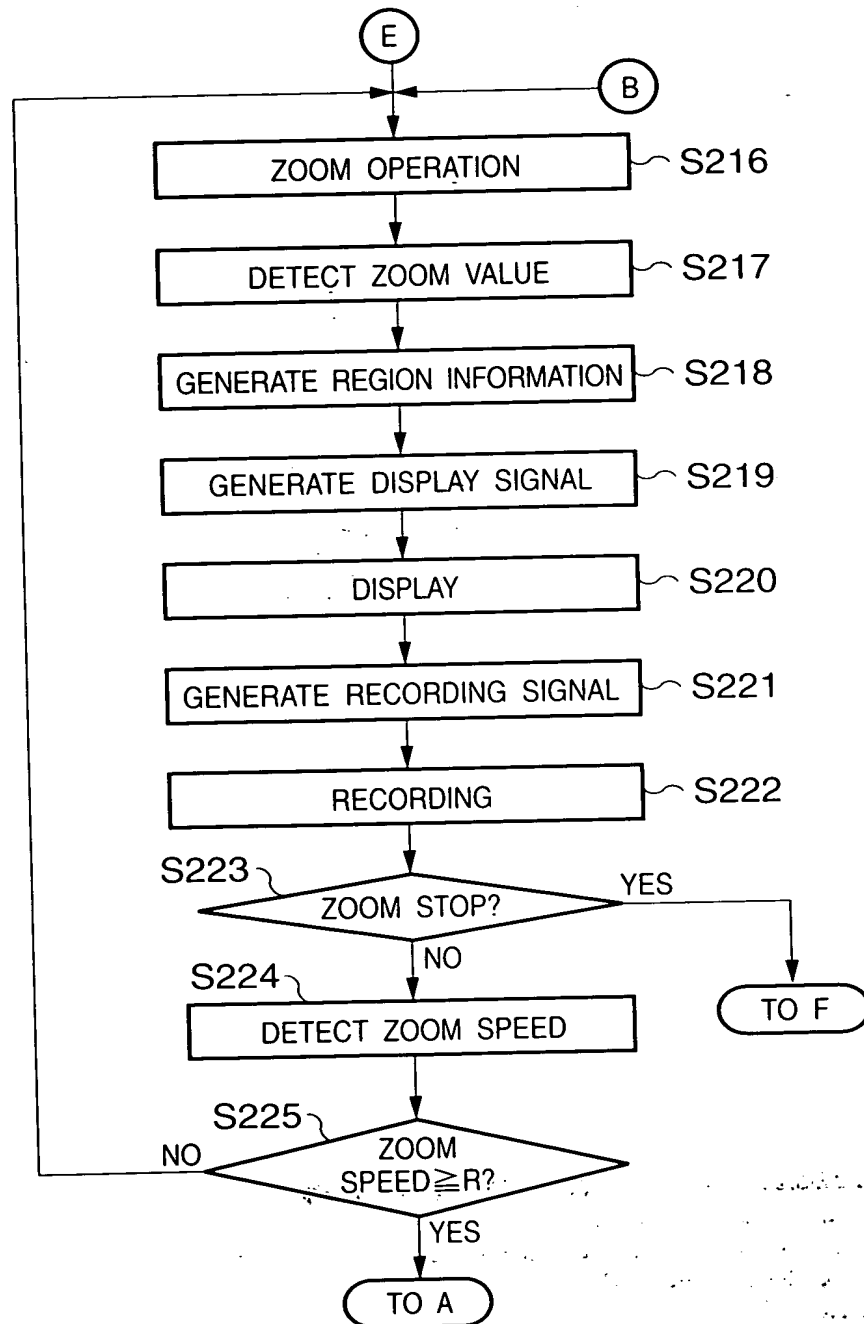 E
B
ZOOM OPERATION
S216
DETECT ZOOM VALUE
S217
GENERATE REGION INFORMATION
S218
GENERATE DISPLAY SIGNAL
S219
DISPLAY
S220
GENERATE RECORDING SIGNAL
S221
RECORDING
S222
S223
ZOOM STOP?
YES
NO
TO F
S224
DETECT ZOOM SPEED
S225
NO
ZOOM
SPEED≧R?
YES
TO A